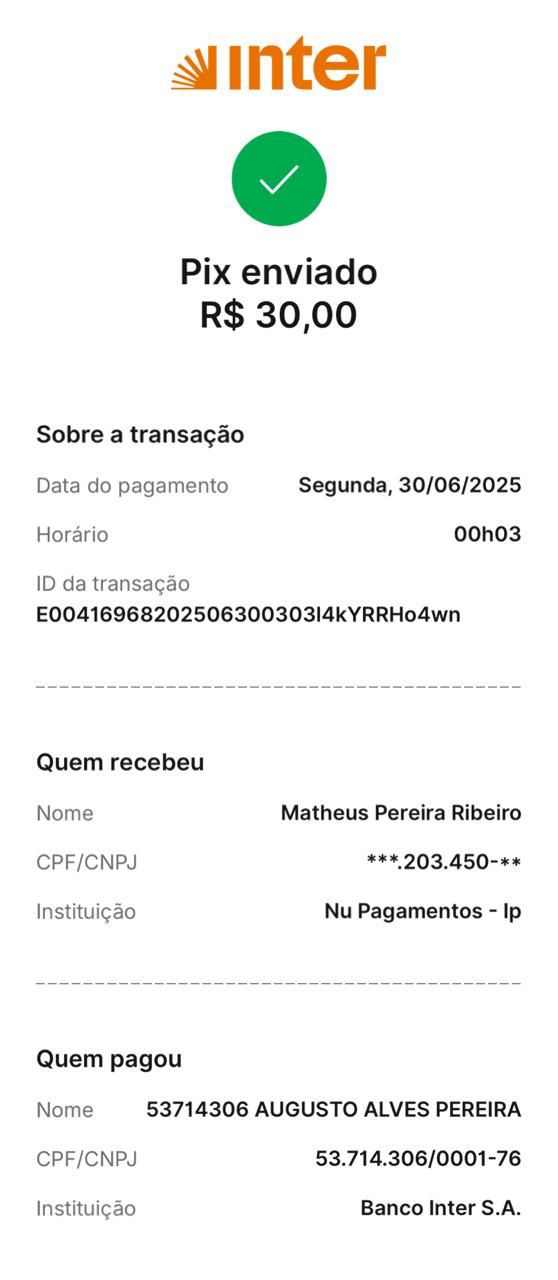 inter
Pix enviado
R$ 30,00
Sobre a transação
Data do pagamento Segunda, 30/06/2025
Horário 00h03
ID da transação
E00416968202506300303I4kYRRHo4wn
Quem recebeu
Nome Matheus Pereira Ribeiro
CPF/CNPJ ***.203.450-**
Instituição Nu Pagamentos - Ip
Quem pagou
Nome 53714306 AUGUSTO ALVES PEREIRA
CPF/CNPJ 53.714.306/0001-76
Instituição Banco Inter S.A.